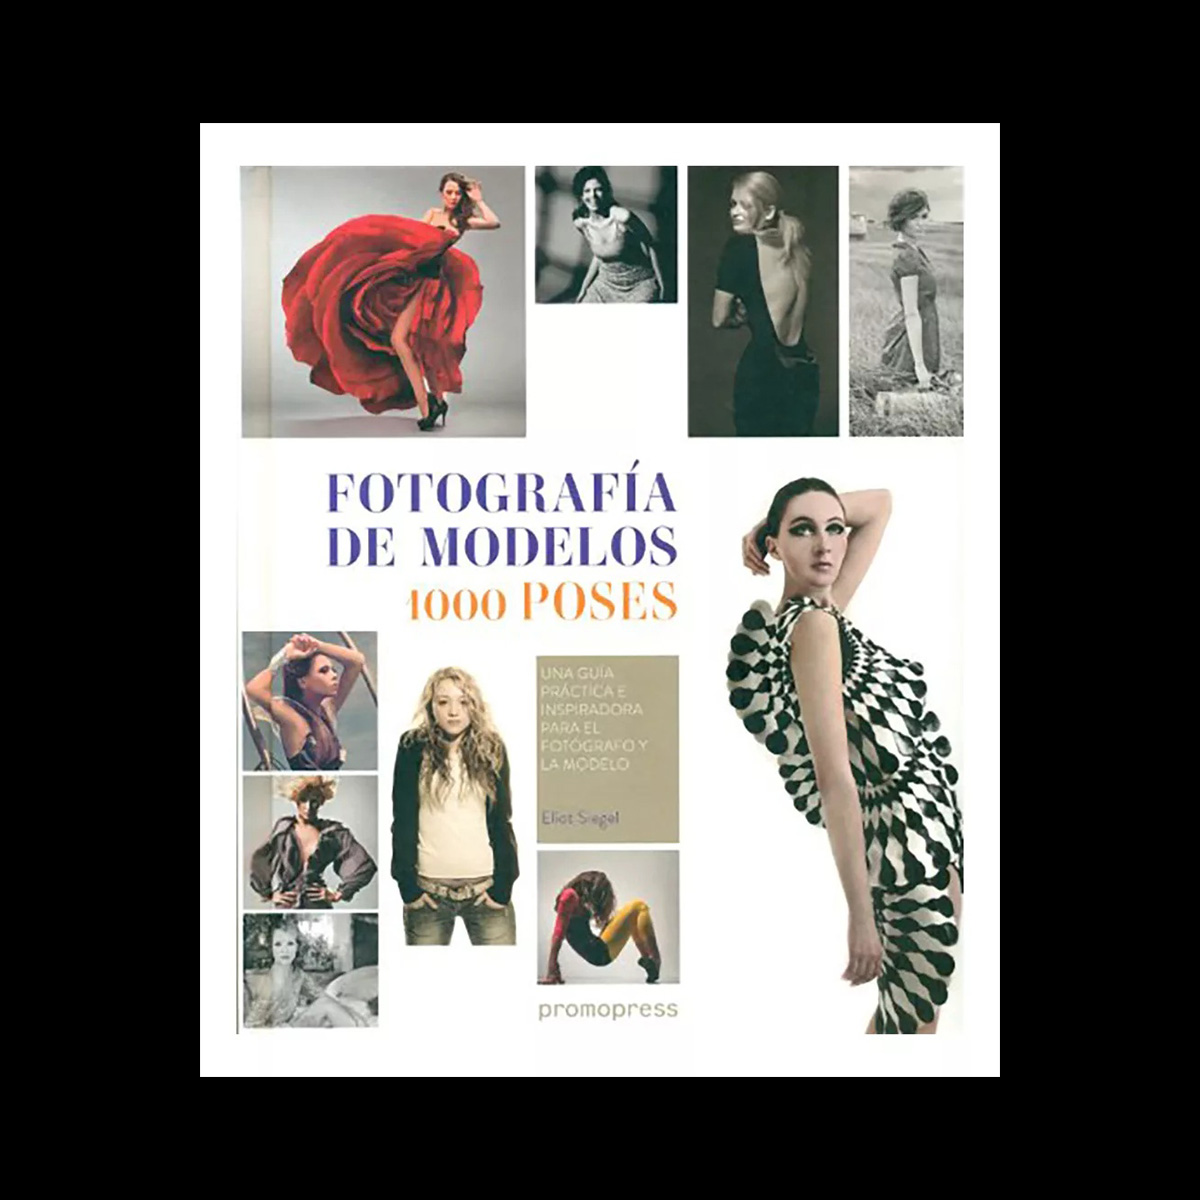 FOTOGRAFÍA
DE MODELOS
1000 POSES
UNA GUÍA
PRÁCTICA E
INSPIRADORA
PARA EL
FOTÓGRAFO Y
LA MODELO
Eliot Siegel
promopress